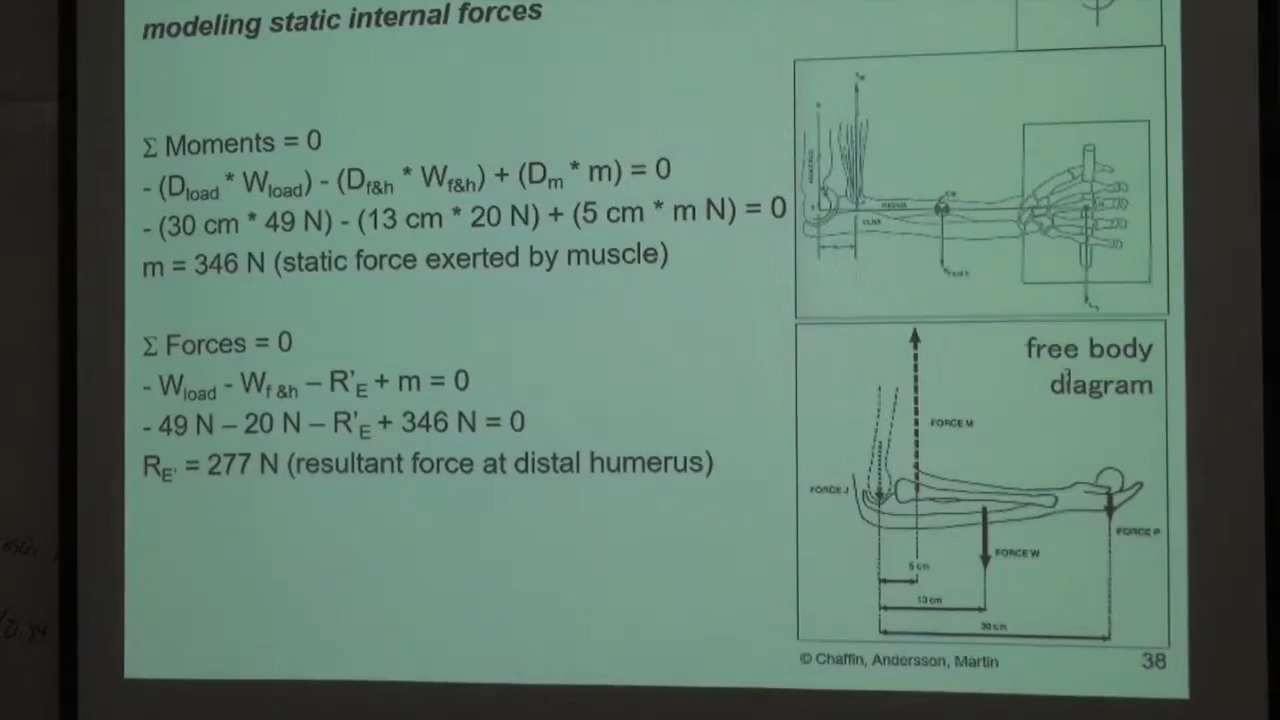 modeling static internal forces
Σ Moments = 0
- (Dload * Wload) - (Df&h * Wf&h) + (Dm * m) = 0
- (30 cm * 49 N) - (13 cm * 20 N) + (5 cm * m N) = 0
m = 346 N (static force exerted by muscle)
Σ Forces = 0
- Wload - Wf &h – R'E + m = 0
- 49 N – 20 N – R'E + 346 N = 0
RE' = 277 N (resultant force at distal humerus)
RADIUS
ULNA
free body
diagram
FORCE M
FORCE J
FORCE P
FORCE W
5 cm
13 cm
30 cm
© Chaffin, Andersson, Martin
38